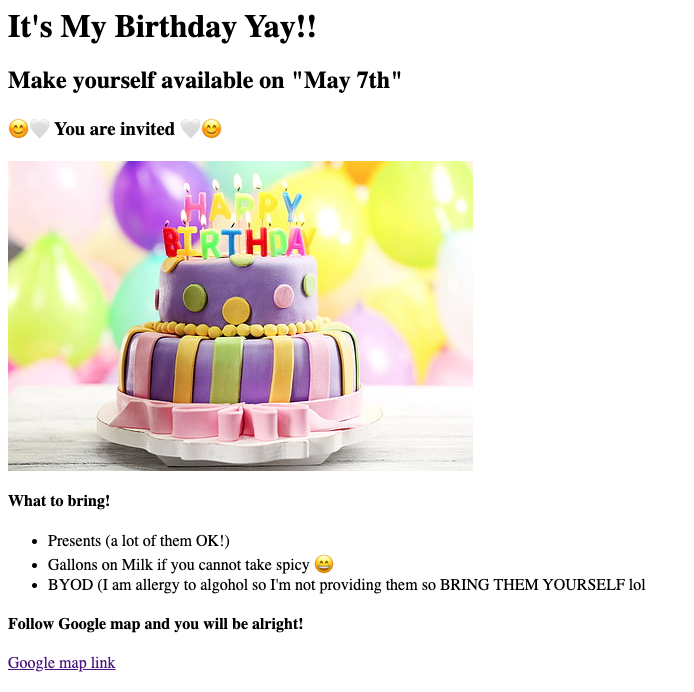 It's My Birthday Yay!!
Make yourself available on "May 7th"
😊🤍 You are invited 🤍😊
HAPPY
BIRTHDAY
What to bring!
• Presents (a lot of them OK!)
• Gallons on Milk if you cannot take spicy 😄
• BYOD (I am allergy to algohol so I'm not providing them so BRING THEM YOURSELF lol
Follow Google map and you will be alright!
Google map link